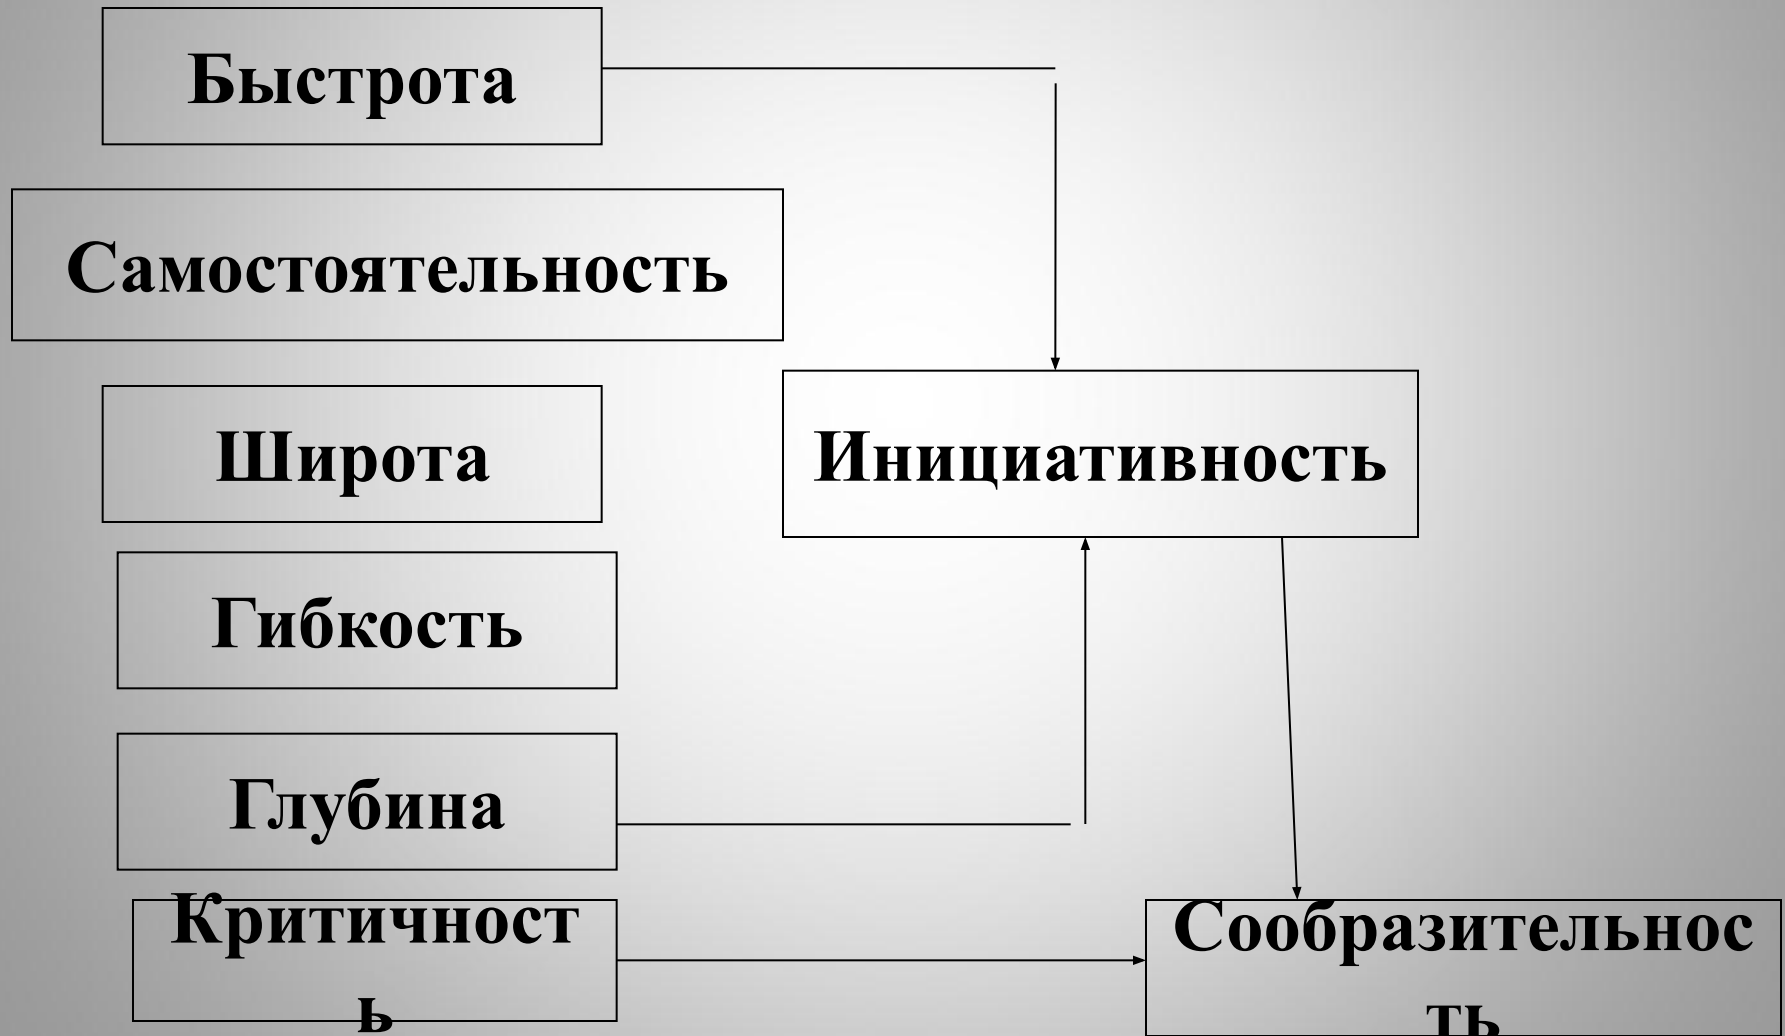 Быстрота
Самостоятельность
Широта
Инициативность
Гибкость
Глубина
Критичност
ь
Сообразительнос
ть